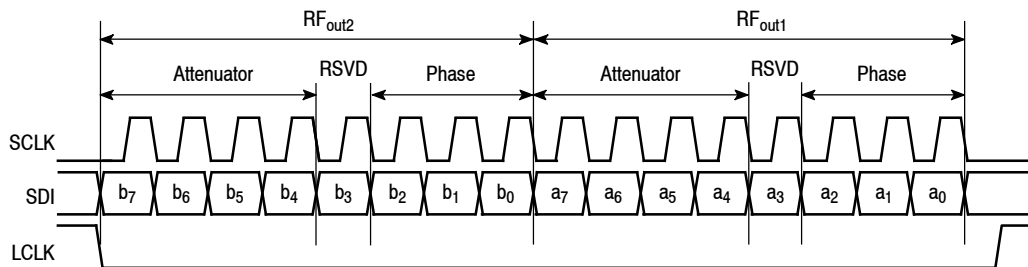 RFout2 RFout1
Attenuator RSVD Phase Attenuator RSVD Phase
SCLK
SDI b7 b6 b5 b4 b3 b2 b1 b0 a7 a6 a5 a4 a3 a2 a1 a0
LCLK